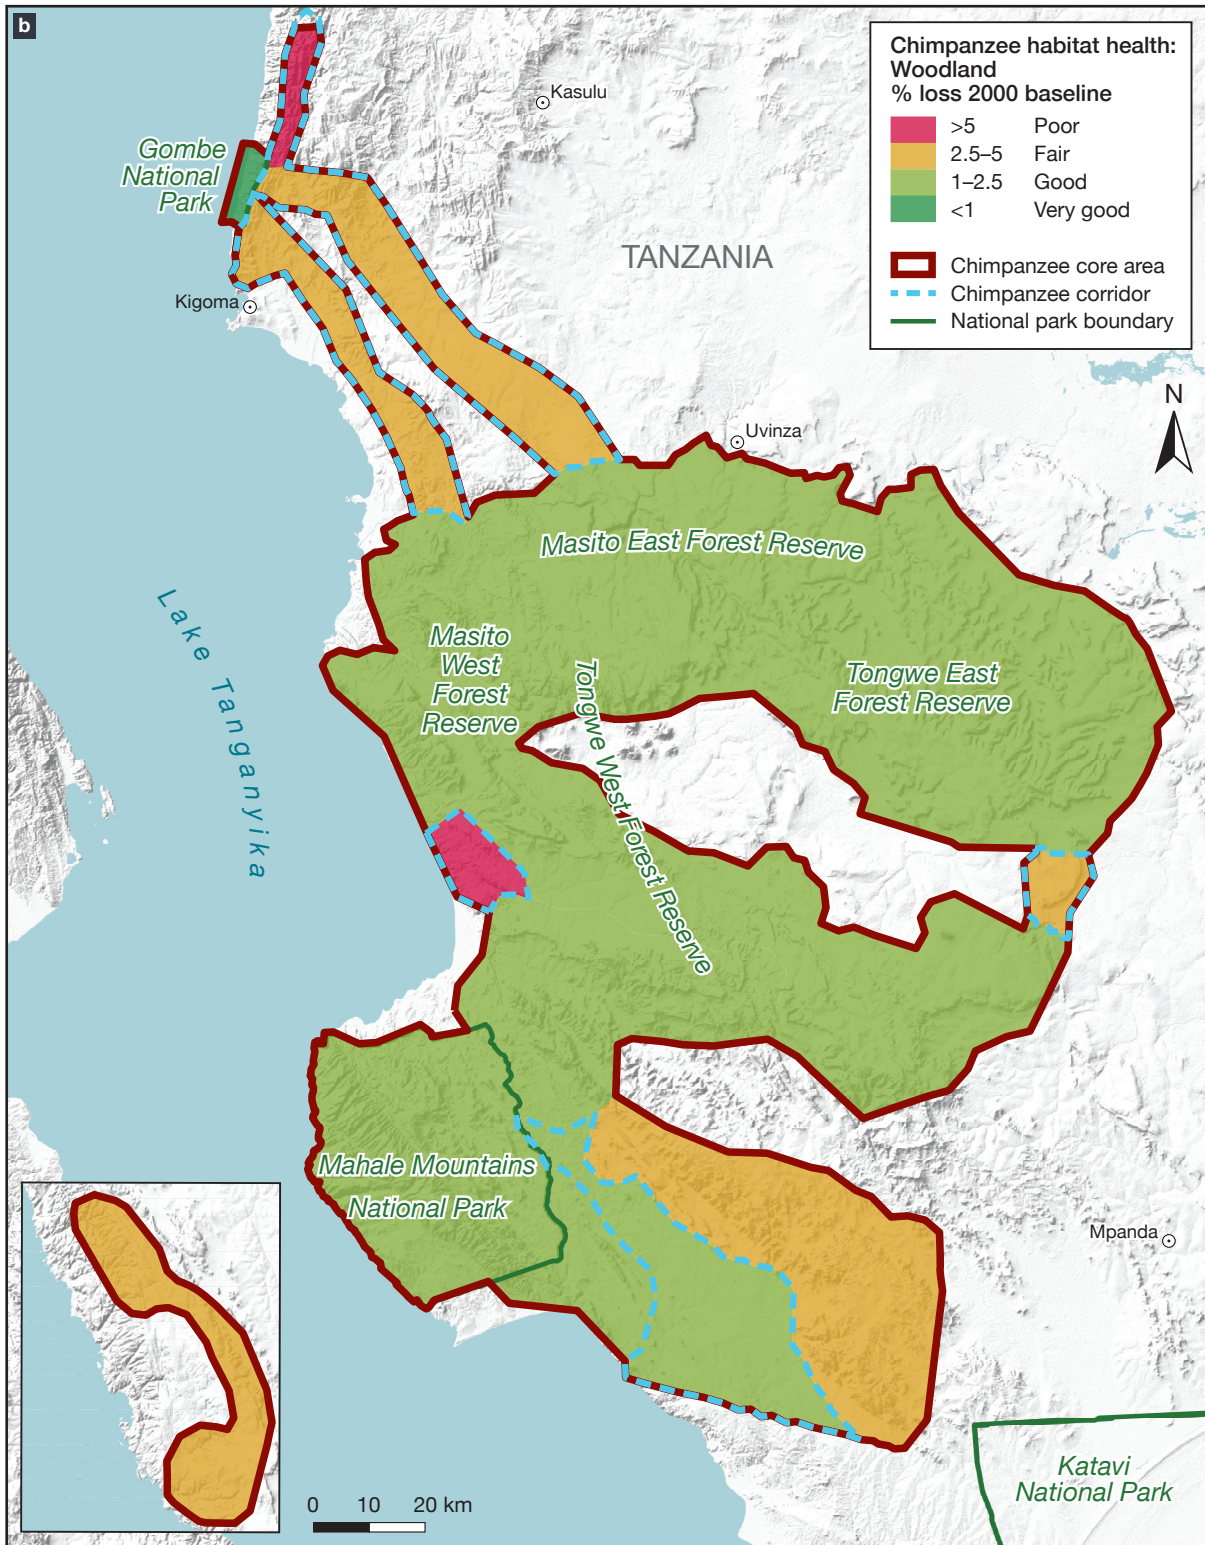 b
Chimpanzee habitat health:
Woodland
% loss 2000 baseline
>5 Poor
2.5–5 Fair
1–2.5 Good
<1 Very good
Chimpanzee core area
Chimpanzee corridor
National park boundary
N
Kasulu
Gombe
National
Park
TANZANIA
Kigoma
Uvinza
Masito East Forest Reserve
Lake Tanganyika
Masito
West
Forest
Reserve
Tongwe East
Forest Reserve
Tongwe West Forest Reserve
Mahale Mountains
National Park
Mpanda
Katavi
National Park
0 10 20 km